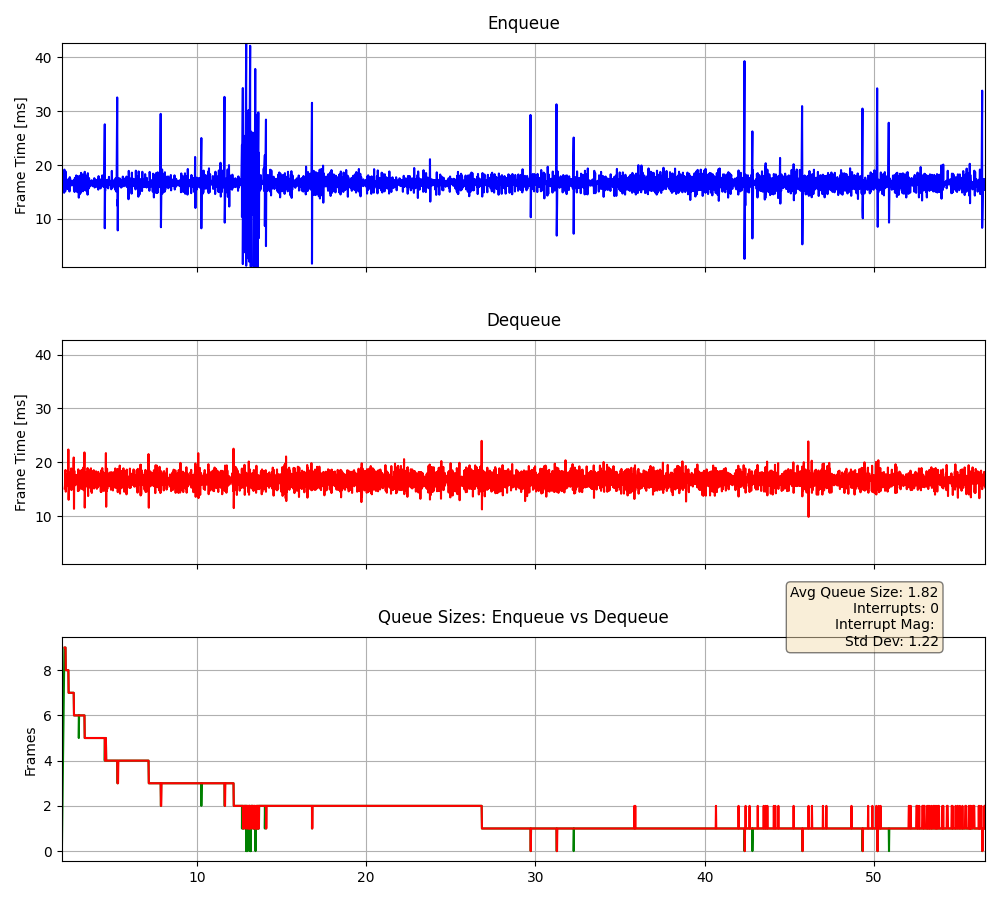 Enqueue
Frame Time [ms]
40
30
20
10
Dequeue
Frame Time [ms]
40
30
20
10
Avg Queue Size: 1.82
Interrupts: 0
Interrupt Mag:
Std Dev: 1.22
Queue Sizes: Enqueue vs Dequeue
Frames
8
6
4
2
0
10 20 30 40 50